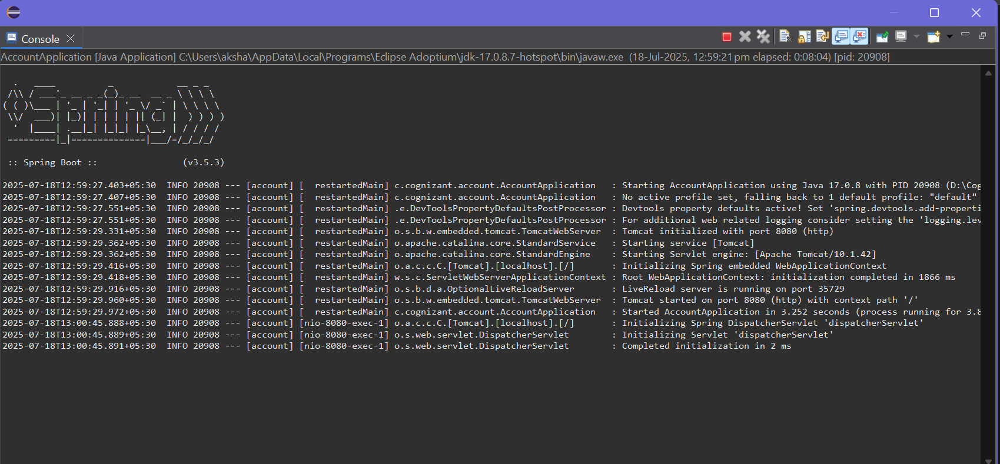 Console
AccountApplication [Java Application] C:\Users\aksha\AppData\Local\Programs\Eclipse Adoptium\jdk-17.0.8.7-hotspot\bin\javaw.exe (18-Jul-2025, 12:59:21 pm elapsed: 0:08:04) [pid: 20908]
  .   ____          _            __ _ _
 /\\ / ___'_ __ _ _(_)_ __  __ _ \ \ \ \
( ( )\___ | '_ | '_| | '_ \/ _` | \ \ \ \
 \\/  ___)| |_)| | | | | || (_| |  ) ) ) )
  '  |____| .__|_| |_|_| |_\__, | / / / /
 =========|_|==============|___/=/_/_/_/
 :: Spring Boot ::                (v3.5.3)
2025-07-18T12:59:27.403+05:30  INFO 20908 --- [account] [  restartedMain] c.cognizant.account.AccountApplication   : Starting AccountApplication using Java 17.0.8 with PID 20908 (D:\Cog
2025-07-18T12:59:27.407+05:30  INFO 20908 --- [account] [  restartedMain] c.cognizant.account.AccountApplication   : No active profile set, falling back to 1 default profile: "default"
2025-07-18T12:59:27.551+05:30  INFO 20908 --- [account] [  restartedMain] .e.DevToolsPropertyDefaultsPostProcessor : Devtools property defaults active! Set 'spring.devtools.add-properti
2025-07-18T12:59:27.551+05:30  INFO 20908 --- [account] [  restartedMain] .e.DevToolsPropertyDefaultsPostProcessor : For additional web related logging consider setting the 'logging.lev
2025-07-18T12:59:29.331+05:30  INFO 20908 --- [account] [  restartedMain] o.s.b.w.embedded.tomcat.TomcatWebServer  : Tomcat initialized with port 8080 (http)
2025-07-18T12:59:29.362+05:30  INFO 20908 --- [account] [  restartedMain] o.apache.catalina.core.StandardService   : Starting service [Tomcat]
2025-07-18T12:59:29.362+05:30  INFO 20908 --- [account] [  restartedMain] o.apache.catalina.core.StandardEngine    : Starting Servlet engine: [Apache Tomcat/10.1.42]
2025-07-18T12:59:29.416+05:30  INFO 20908 --- [account] [  restartedMain] o.a.c.c.C.[Tomcat].[localhost].[/]       : Initializing Spring embedded WebApplicationContext
2025-07-18T12:59:29.418+05:30  INFO 20908 --- [account] [  restartedMain] w.s.c.ServletWebServerApplicationContext : Root WebApplicationContext: initialization completed in 1866 ms
2025-07-18T12:59:29.916+05:30  INFO 20908 --- [account] [  restartedMain] o.s.b.d.a.OptionalLiveReloadServer       : LiveReload server is running on port 35729
2025-07-18T12:59:29.960+05:30  INFO 20908 --- [account] [  restartedMain] o.s.b.w.embedded.tomcat.TomcatWebServer  : Tomcat started on port 8080 (http) with context path '/'
2025-07-18T12:59:29.972+05:30  INFO 20908 --- [account] [  restartedMain] c.cognizant.account.AccountApplication   : Started AccountApplication in 3.252 seconds (process running for 3.8
2025-07-18T13:00:45.888+05:30  INFO 20908 --- [account] [nio-8080-exec-1] o.a.c.c.C.[Tomcat].[localhost].[/]       : Initializing Spring DispatcherServlet 'dispatcherServlet'
2025-07-18T13:00:45.889+05:30  INFO 20908 --- [account] [nio-8080-exec-1] o.s.web.servlet.DispatcherServlet        : Initializing Servlet 'dispatcherServlet'
2025-07-18T13:00:45.891+05:30  INFO 20908 --- [account] [nio-8080-exec-1] o.s.web.servlet.DispatcherServlet        : Completed initialization in 2 ms